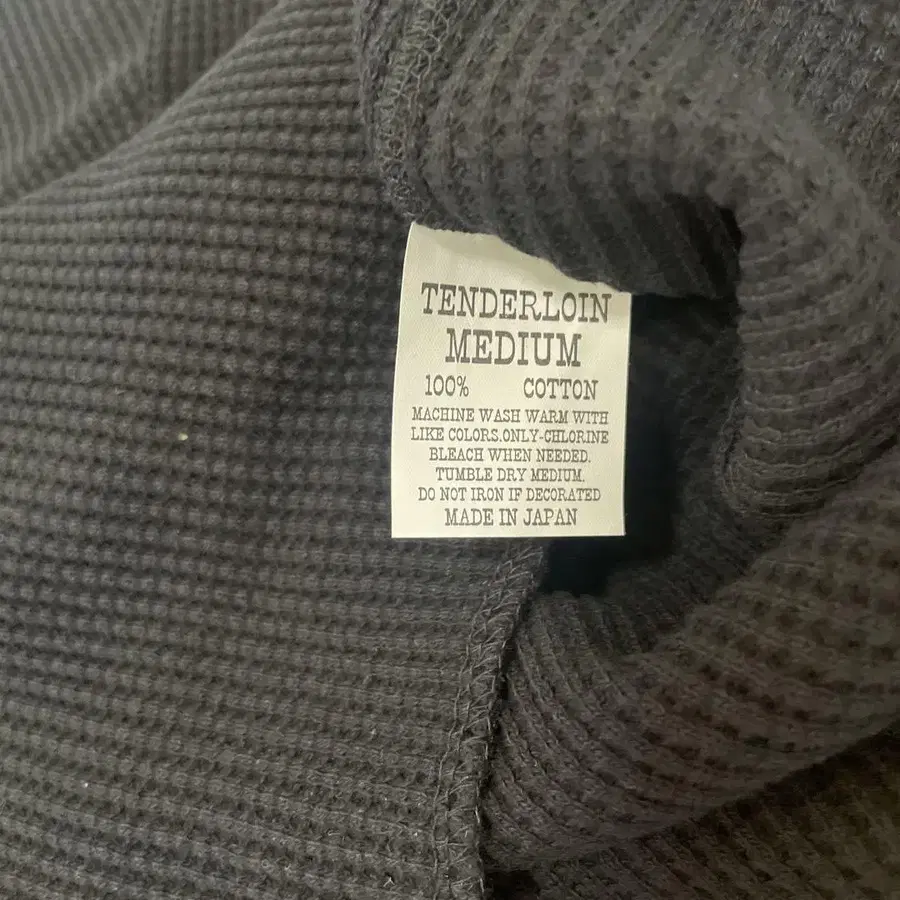 TENDERLOIN
MEDIUM
100% COTTON
MACHINE WASH WARM WITH
LIKE COLORS.ONLY-CHLORINE
BLEACH WHEN NEEDED.
TUMBLE DRY MEDIUM.
DO NOT IRON IF DECORATED
MADE IN JAPAN